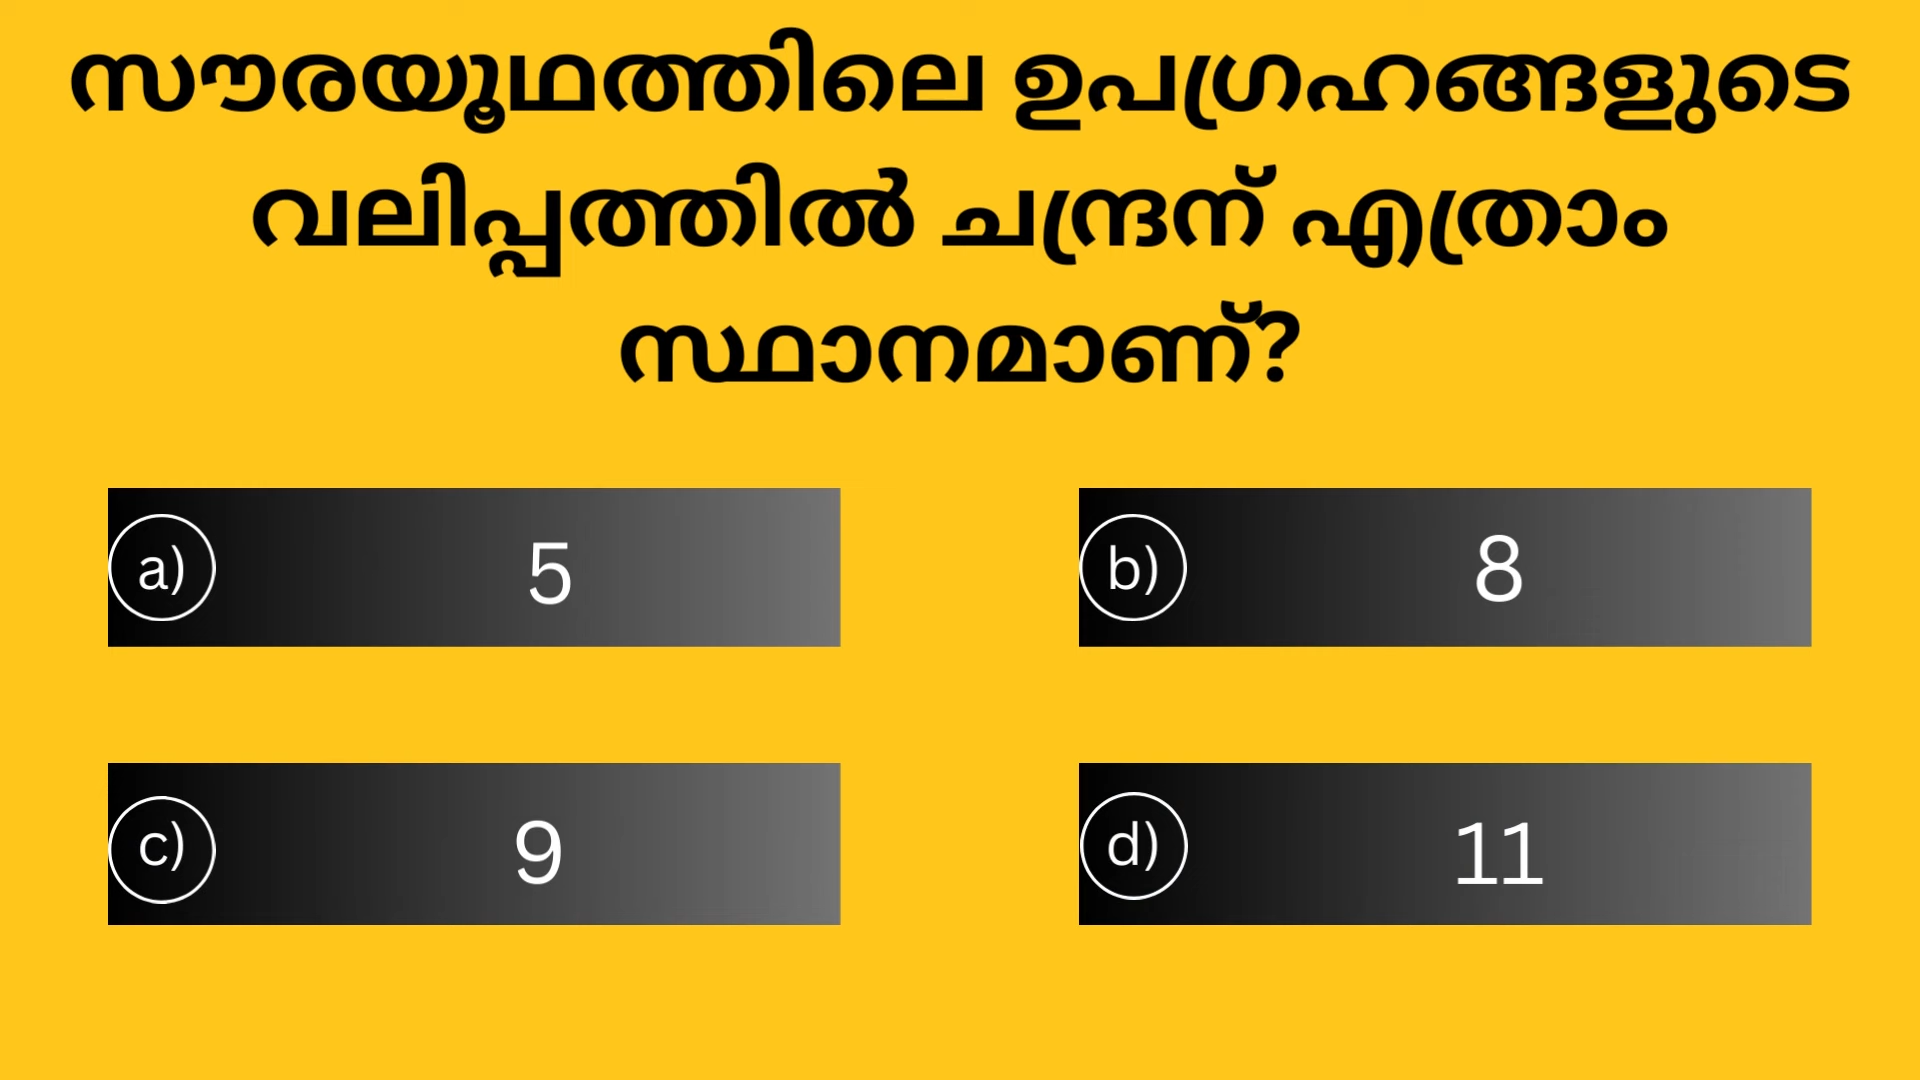 സൗരയൂഥത്തിലെ ഉപഗ്രഹങ്ങളുടെ
വലിപ്പത്തിൽ ചന്ദ്രന് എത്രാം
സ്ഥാനമാണ്?
a) 5
b) 8
c) 9
d) 11